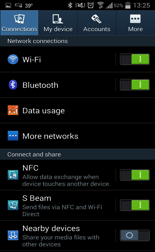 39° 92% 13:25
Connections My device Accounts More
Network connections
Wi-Fi
Bluetooth
Data usage
More networks
Connect and share
NFC
Allow data exchange when
device touches another device
S Beam
Send files via NFC and Wi-Fi
Direct
Nearby devices
Share your media files with
other devices